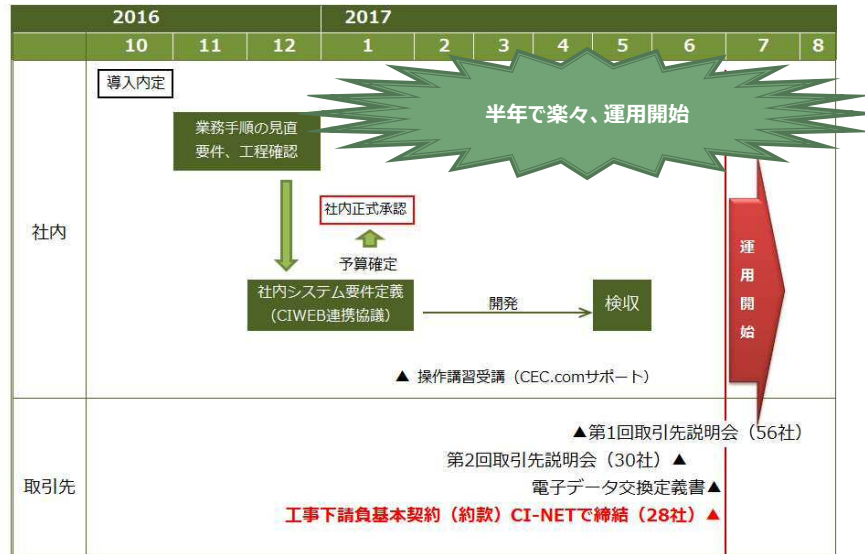 2016 2017
10 11 12 1 2 3 4 5 6 7 8
導入内定
半年で楽々、運用開始
業務手順の見直
要件、工程確認
社内正式承認
予算確定
社内
社内システム要件定義
(CIWEB連携協議)
開発
検収
運用開始
▲ 操作講習受講(CEC.comサポート)
取引先
▲第1回取引先説明会(56社)
第2回取引先説明会(30社)▲
電子データ交換定義書▲
工事下請負基本契約(約款)CI-NETで締結(28社)▲